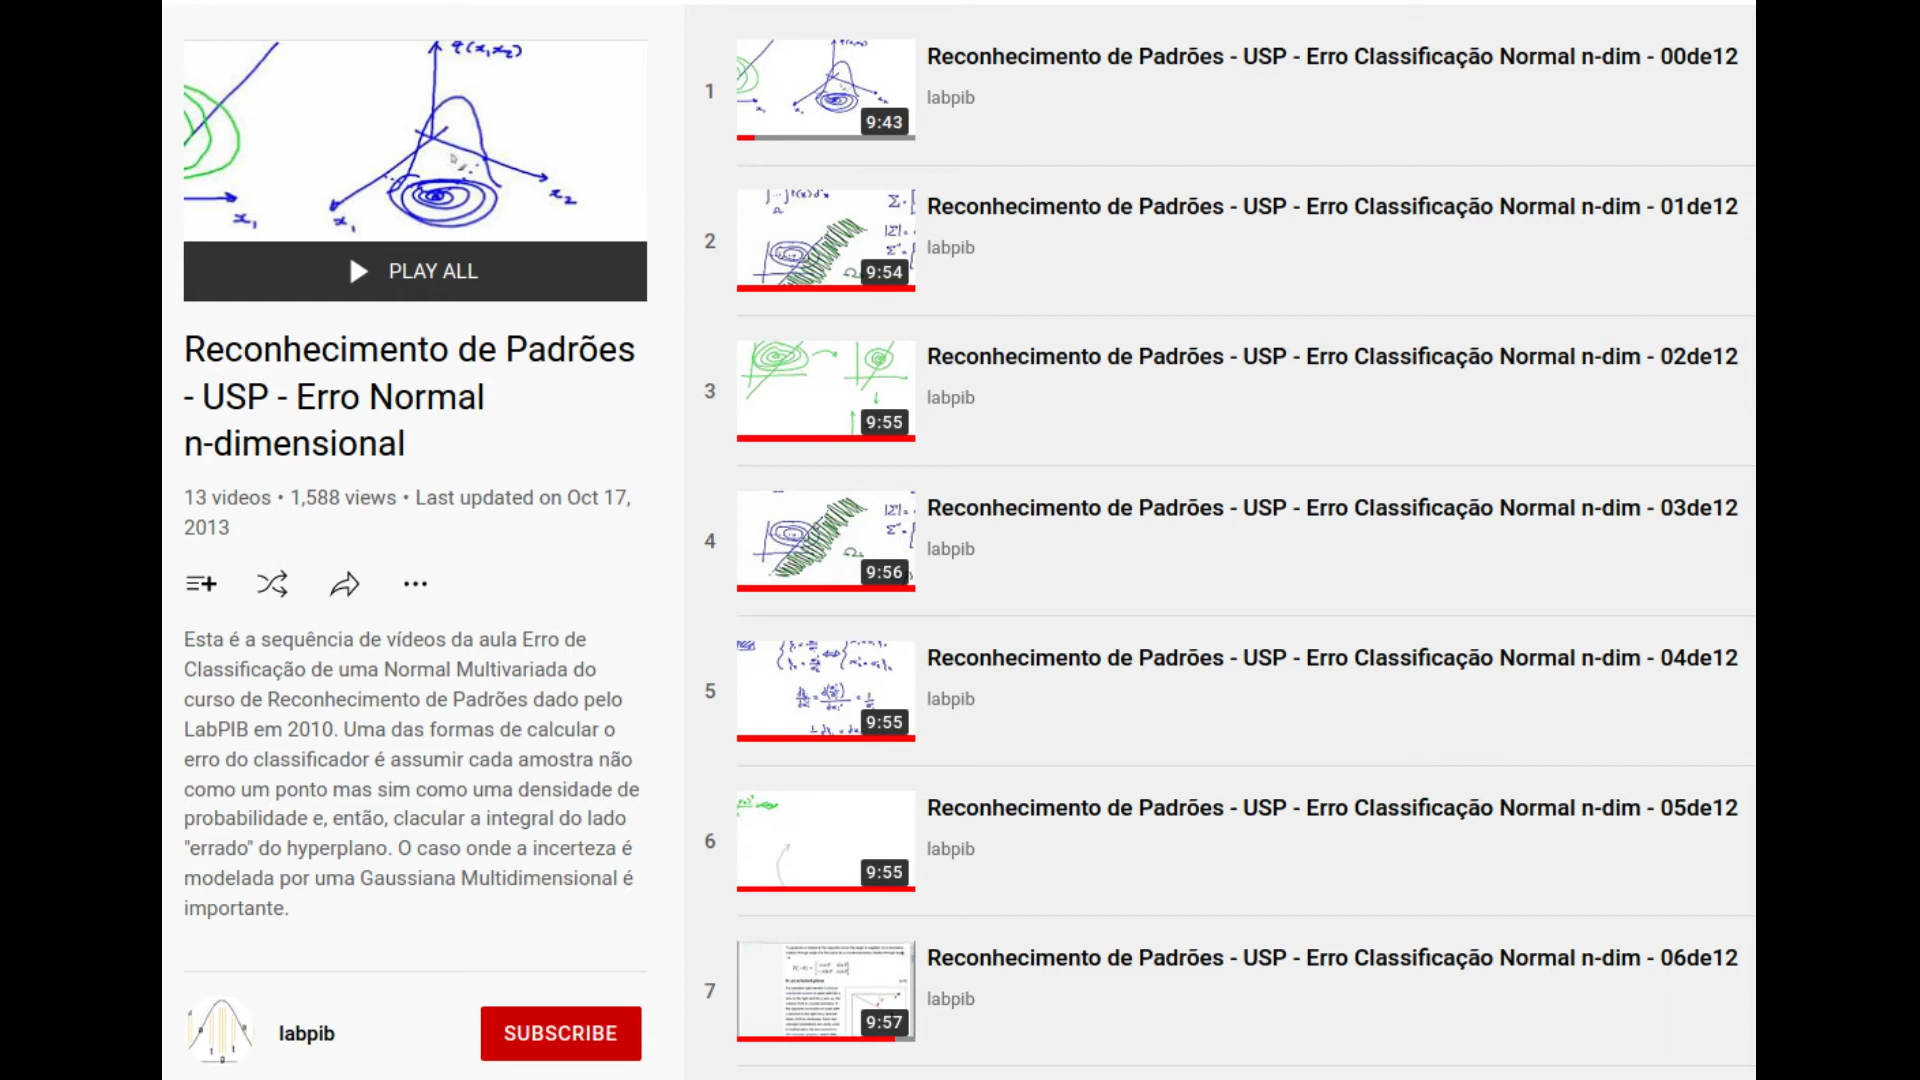 φ(x₁x₂)
x₁
x₁
x₂
PLAY ALL
Reconhecimento de Padrões
- USP - Erro Normal
n-dimensional
13 videos • 1,588 views • Last updated on Oct 17,
2013
Esta é a sequência de vídeos da aula Erro de
Classificação de uma Normal Multivariada do
curso de Reconhecimento de Padrões dado pelo
LabPIB em 2010. Uma das formas de calcular o
erro do classificador é assumir cada amostra não
como um ponto mas sim como uma densidade de
probabilidade e, então, clacular a integral do lado
"errado" do hyperplano. O caso onde a incerteza é
modelada por uma Gaussiana Multidimensional é
importante.
labpib
SUBSCRIBE
1
9:43
Reconhecimento de Padrões - USP - Erro Classificação Normal n-dim - 00de12
labpib
2
9:54
Reconhecimento de Padrões - USP - Erro Classificação Normal n-dim - 01de12
labpib
3
9:55
Reconhecimento de Padrões - USP - Erro Classificação Normal n-dim - 02de12
labpib
4
9:56
Reconhecimento de Padrões - USP - Erro Classificação Normal n-dim - 03de12
labpib
5
9:55
Reconhecimento de Padrões - USP - Erro Classificação Normal n-dim - 04de12
labpib
6
9:55
Reconhecimento de Padrões - USP - Erro Classificação Normal n-dim - 05de12
labpib
7
9:57
Reconhecimento de Padrões - USP - Erro Classificação Normal n-dim - 06de12
labpib